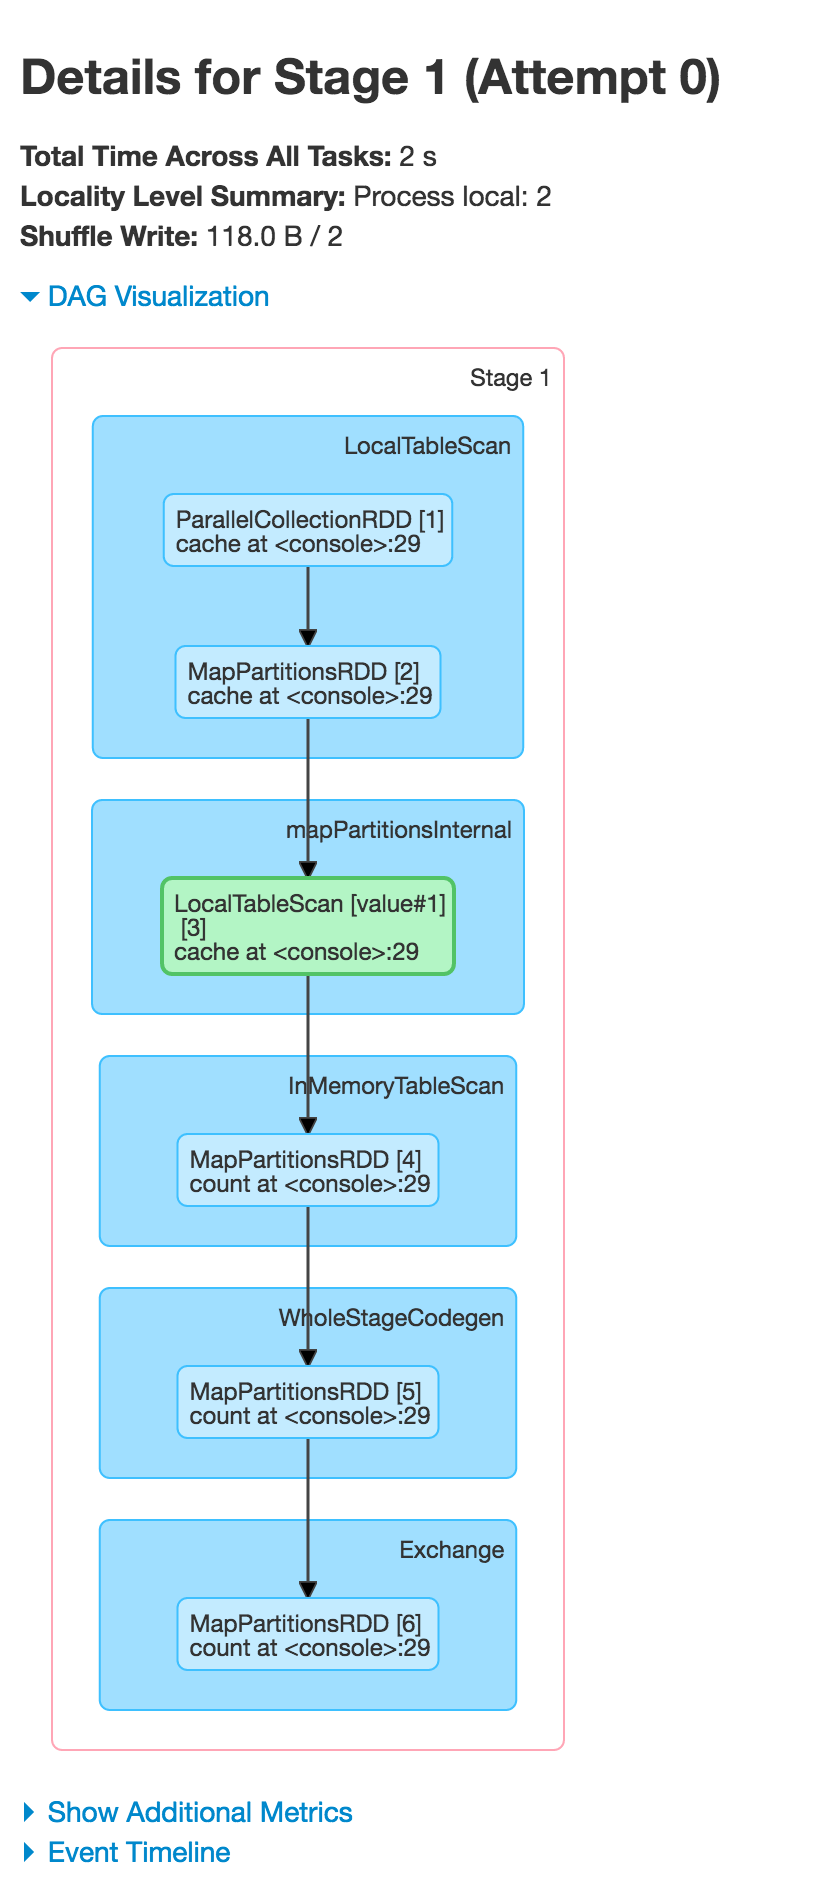 Details for Stage 1 (Attempt 0)
Total Time Across All Tasks: 2 s
Locality Level Summary: Process local: 2
Shuffle Write: 118.0 B / 2
DAG Visualization
Stage 1
LocalTableScan
ParallelCollectionRDD [1]
cache at <console>:29
MapPartitionsRDD [2]
cache at <console>:29
mapPartitionsInternal
LocalTableScan [value#1]
[3]
cache at <console>:29
InMemoryTableScan
MapPartitionsRDD [4]
count at <console>:29
WholeStageCodegen
MapPartitionsRDD [5]
count at <console>:29
Exchange
MapPartitionsRDD [6]
count at <console>:29
Show Additional Metrics
Event Timeline